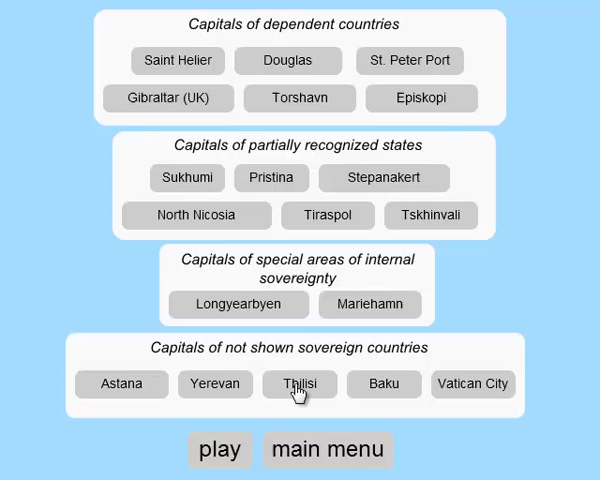 Capitals of dependent countries
Saint Helier Douglas St. Peter Port
Gibraltar (UK) Torshavn Episkopi
Capitals of partially recognized states
Sukhumi Pristina Stepanakert
North Nicosia Tiraspol Tskhinvali
Capitals of special areas of internal
sovereignty
Longyearbyen Mariehamn
Capitals of not shown sovereign countries
Astana Yerevan Tbilisi Baku Vatican City
play main menu